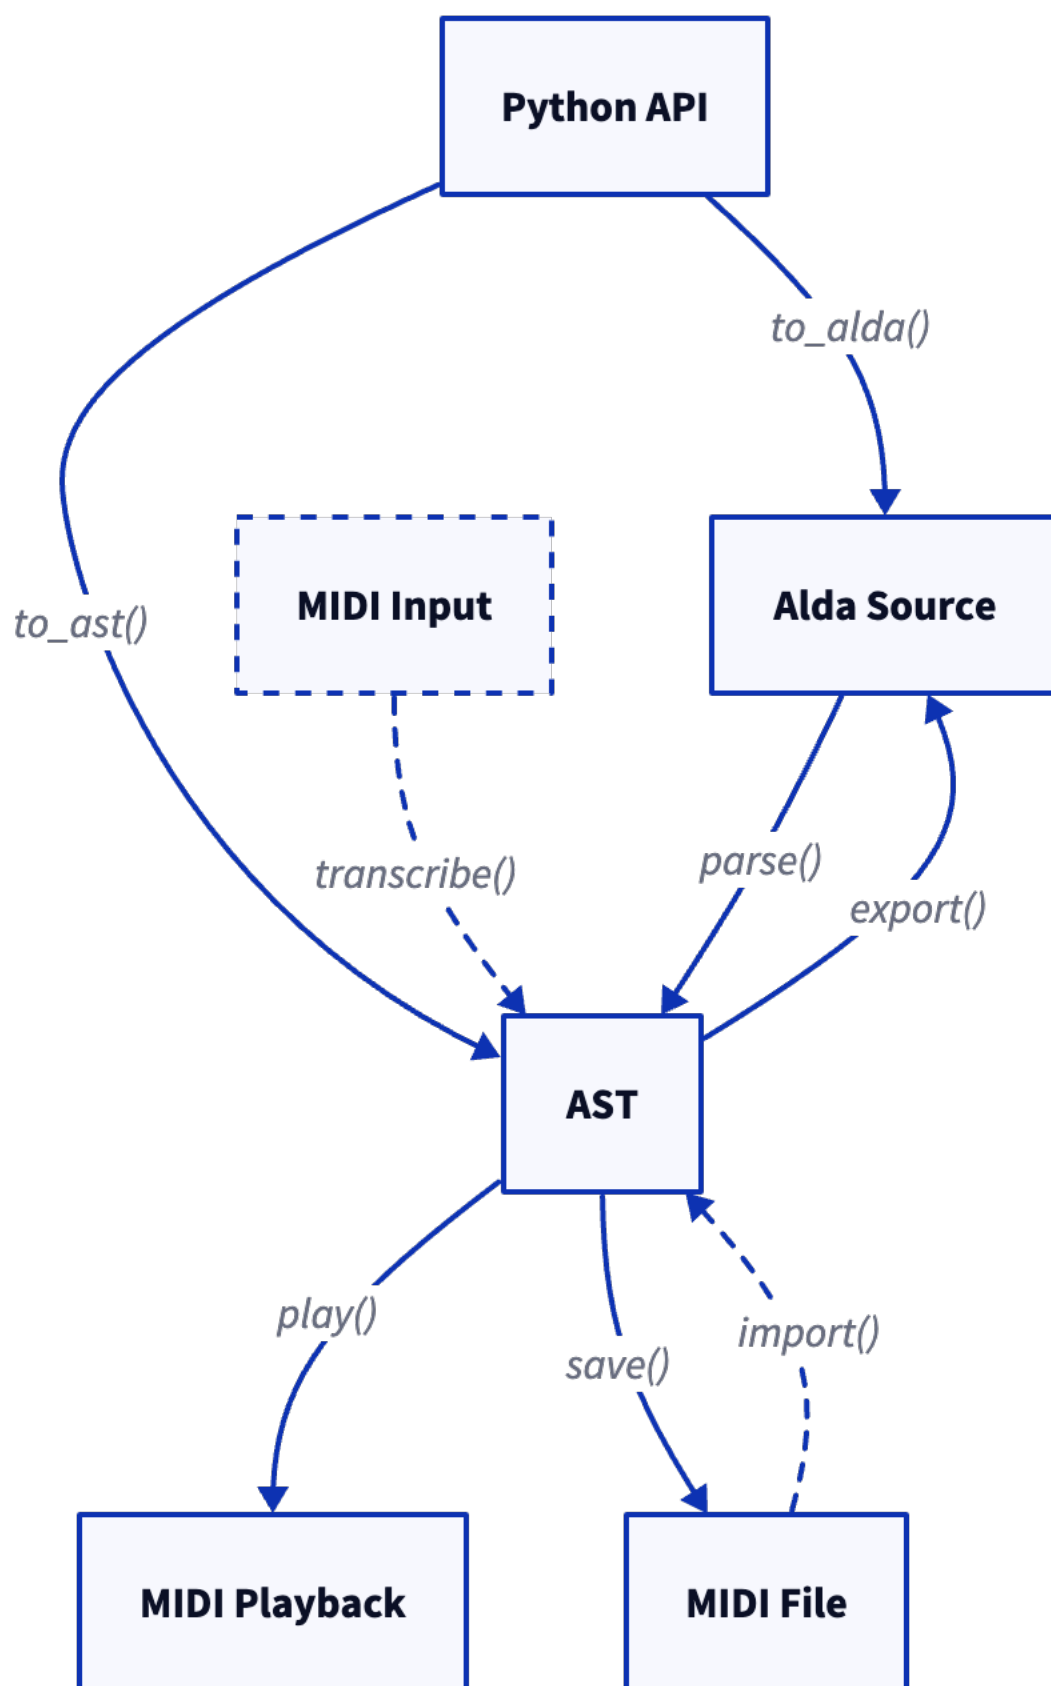 Python API
to_alda()
MIDI Input
Alda Source
to_ast()
transcribe()
parse()
export()
AST
play()
save()
import()
MIDI Playback
MIDI File